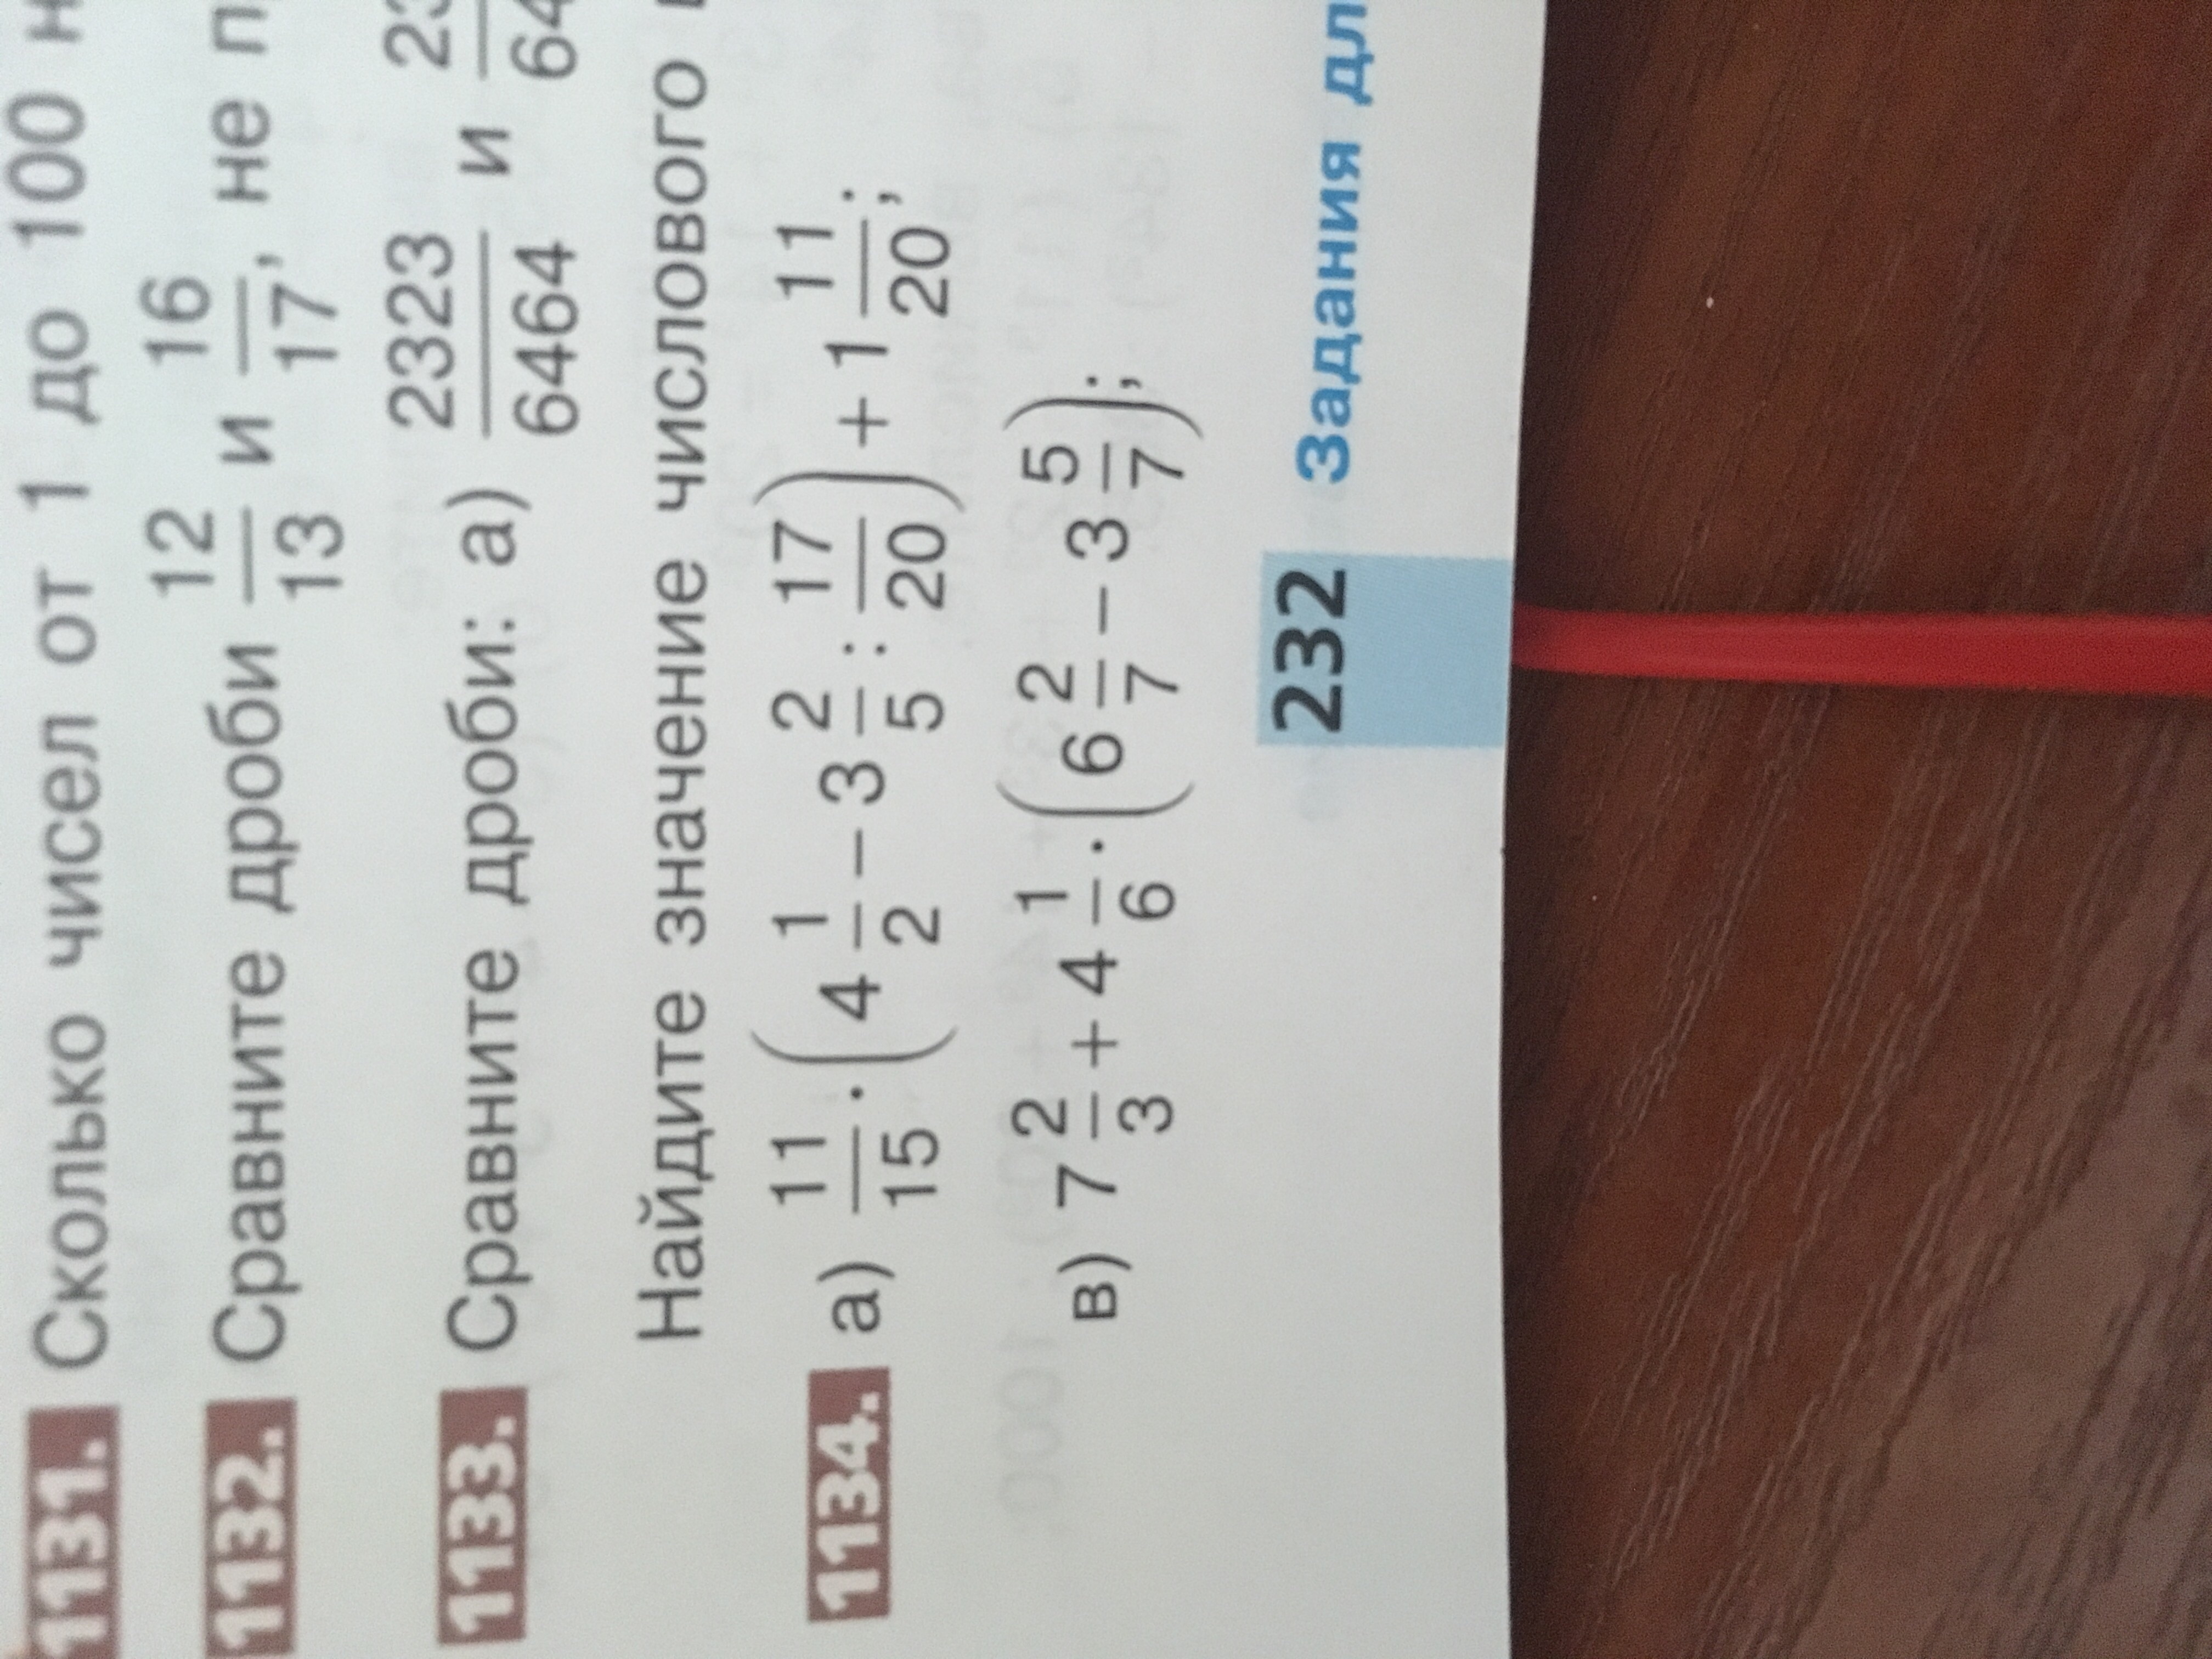 1131. Сколько чисел от 1 до 100 н
1132. Сравните дроби 12/13 и 16/17, не п
1133. Сравните дроби: а) 2323/6464 и 23/64
Найдите значение числового
1134. а) 11/15 · (4 1/2 − 3 2/5 : 17/20) + 1 11/20;
в) 7 2/3 + 4 1/6 · (6 2/7 − 3 5/7);
232 Задания дл